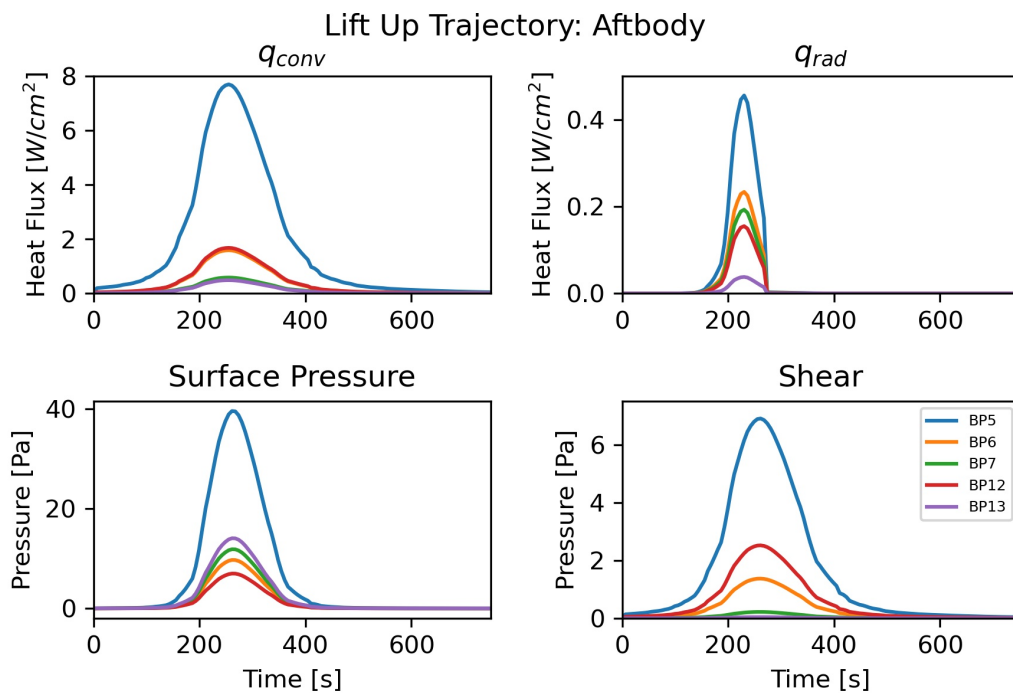 Lift Up Trajectory: Aftbody
q_conv
Heat Flux [W/cm²]
8
6
4
2
0
0 200 400 600
q_rad
Heat Flux [W/cm²]
0.4
0.2
0.0
0 200 400 600
Surface Pressure
Pressure [Pa]
40
20
0
0 200 400 600
Time [s]
Shear
Pressure [Pa]
6
4
2
0
BP5
BP6
BP7
BP12
BP13
0 200 400 600
Time [s]